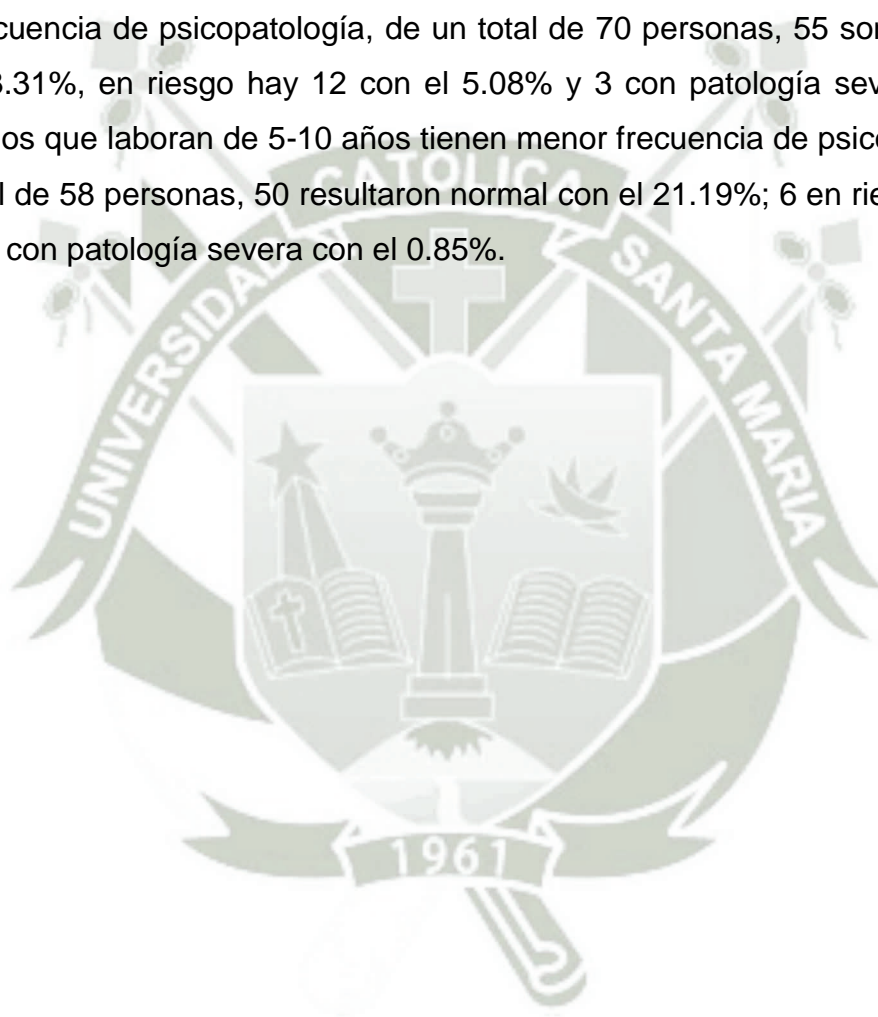 cuencia de psicopatología, de un total de 70 personas, 55 son
.31%, en riesgo hay 12 con el 5.08% y 3 con patología sev
os que laboran de 5-10 años tienen menor frecuencia de psico
l de 58 personas, 50 resultaron normal con el 21.19%; 6 en rie
con patología severa con el 0.85%.
UNIVERSIDAD CATOLICA SANTA MARIA
1961